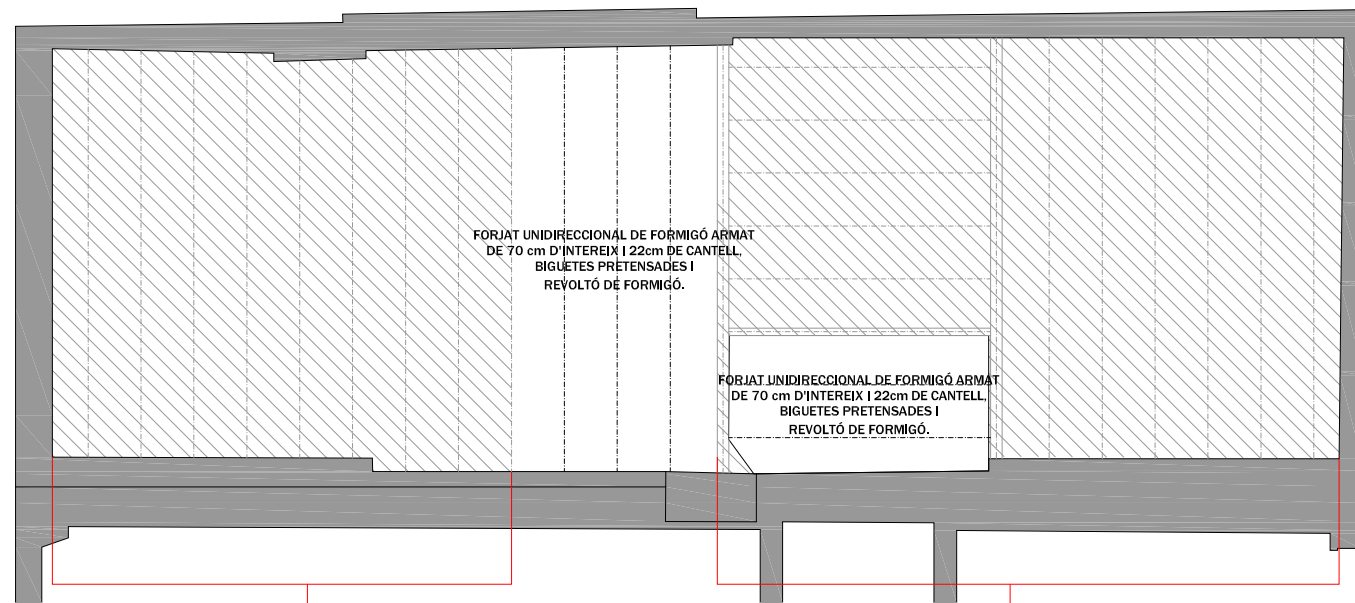 FORJAT UNIDIRECCIONAL DE FORMIGÓ ARMAT
DE 70 cm D'INTEREIX I 22cm DE CANTELL,
BIGUETES PRETENSADES I
REVOLTÓ DE FORMIGÓ.
FORJAT UNIDIRECCIONAL DE FORMIGÓ ARMAT
DE 70 cm D'INTEREIX I 22cm DE CANTELL,
BIGUETES PRETENSADES I
REVOLTÓ DE FORMIGÓ.